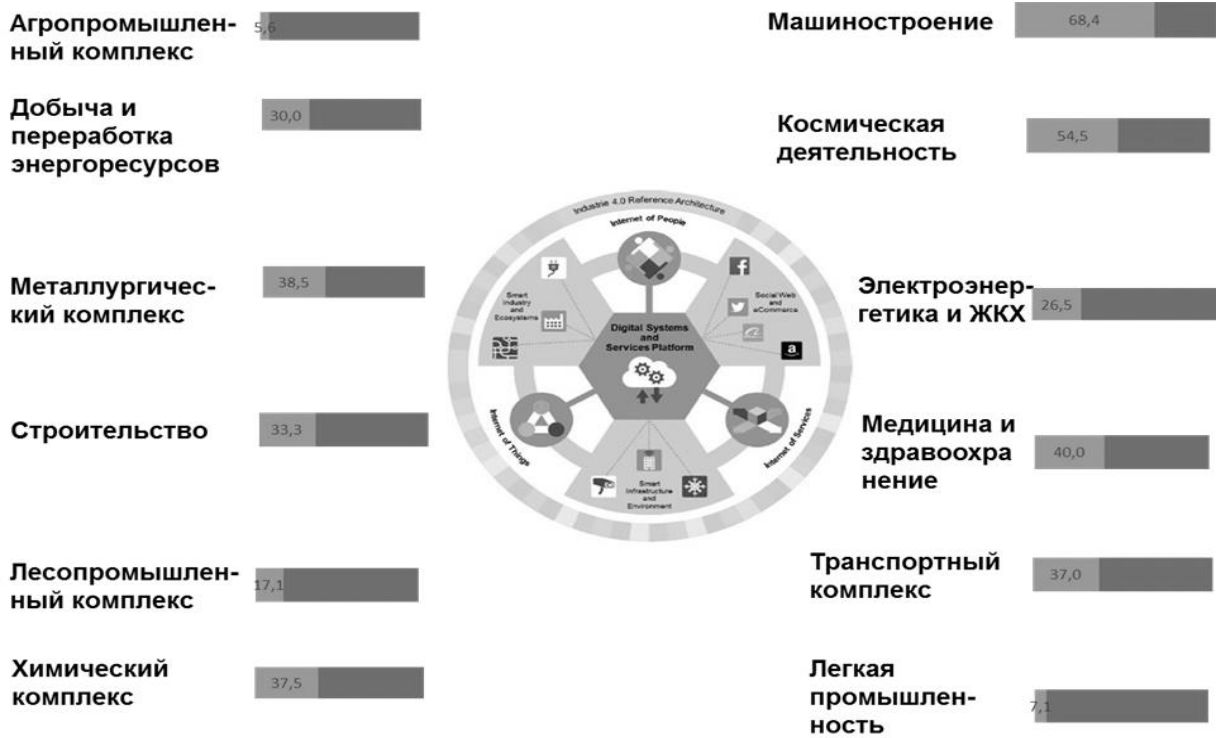 Агропромышлен-
ный комплекс
5,6
Добыча и
переработка
энергоресурсов
30,0
Металлургичес-
кий комплекс
38,5
Строительство
33,3
Лесопромышлен-
ный комплекс
17,1
Химический
комплекс
37,5
Industrie 4.0 Reference Architecture
Internet of People
Smart
Industry
and
Ecosystems
Social Web
and
eCommerce
Digital Systems
and
Services Platform
Internet of Things
Internet of Services
Smart
Infrastructure
and
Environment
Машиностроение
68,4
Космическая
деятельность
54,5
Электроэнер-
гетика и ЖКХ
26,5
Медицина и
здравоохра
нение
40,0
Транспортный
комплекс
37,0
Легкая
промышлен-
ность
7,1